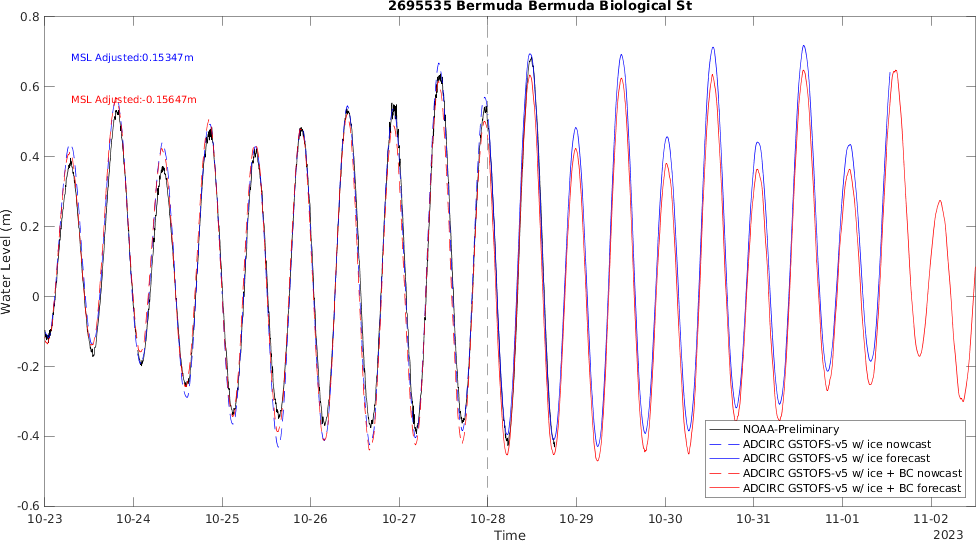 2695535 Bermuda Bermuda Biological St
MSL Adjusted:0.15347m
MSL Adjusted:-0.15647m
Water Level (m)
0.8
0.6
0.4
0.2
0
-0.2
-0.4
-0.6
NOAA-Preliminary
ADCIRC GSTOFS-v5 w/ ice nowcast
ADCIRC GSTOFS-v5 w/ ice forecast
ADCIRC GSTOFS-v5 w/ ice + BC nowcast
ADCIRC GSTOFS-v5 w/ ice + BC forecast
10-23 10-24 10-25 10-26 10-27 10-28 10-29 10-30 10-31 11-01 11-02
Time
2023